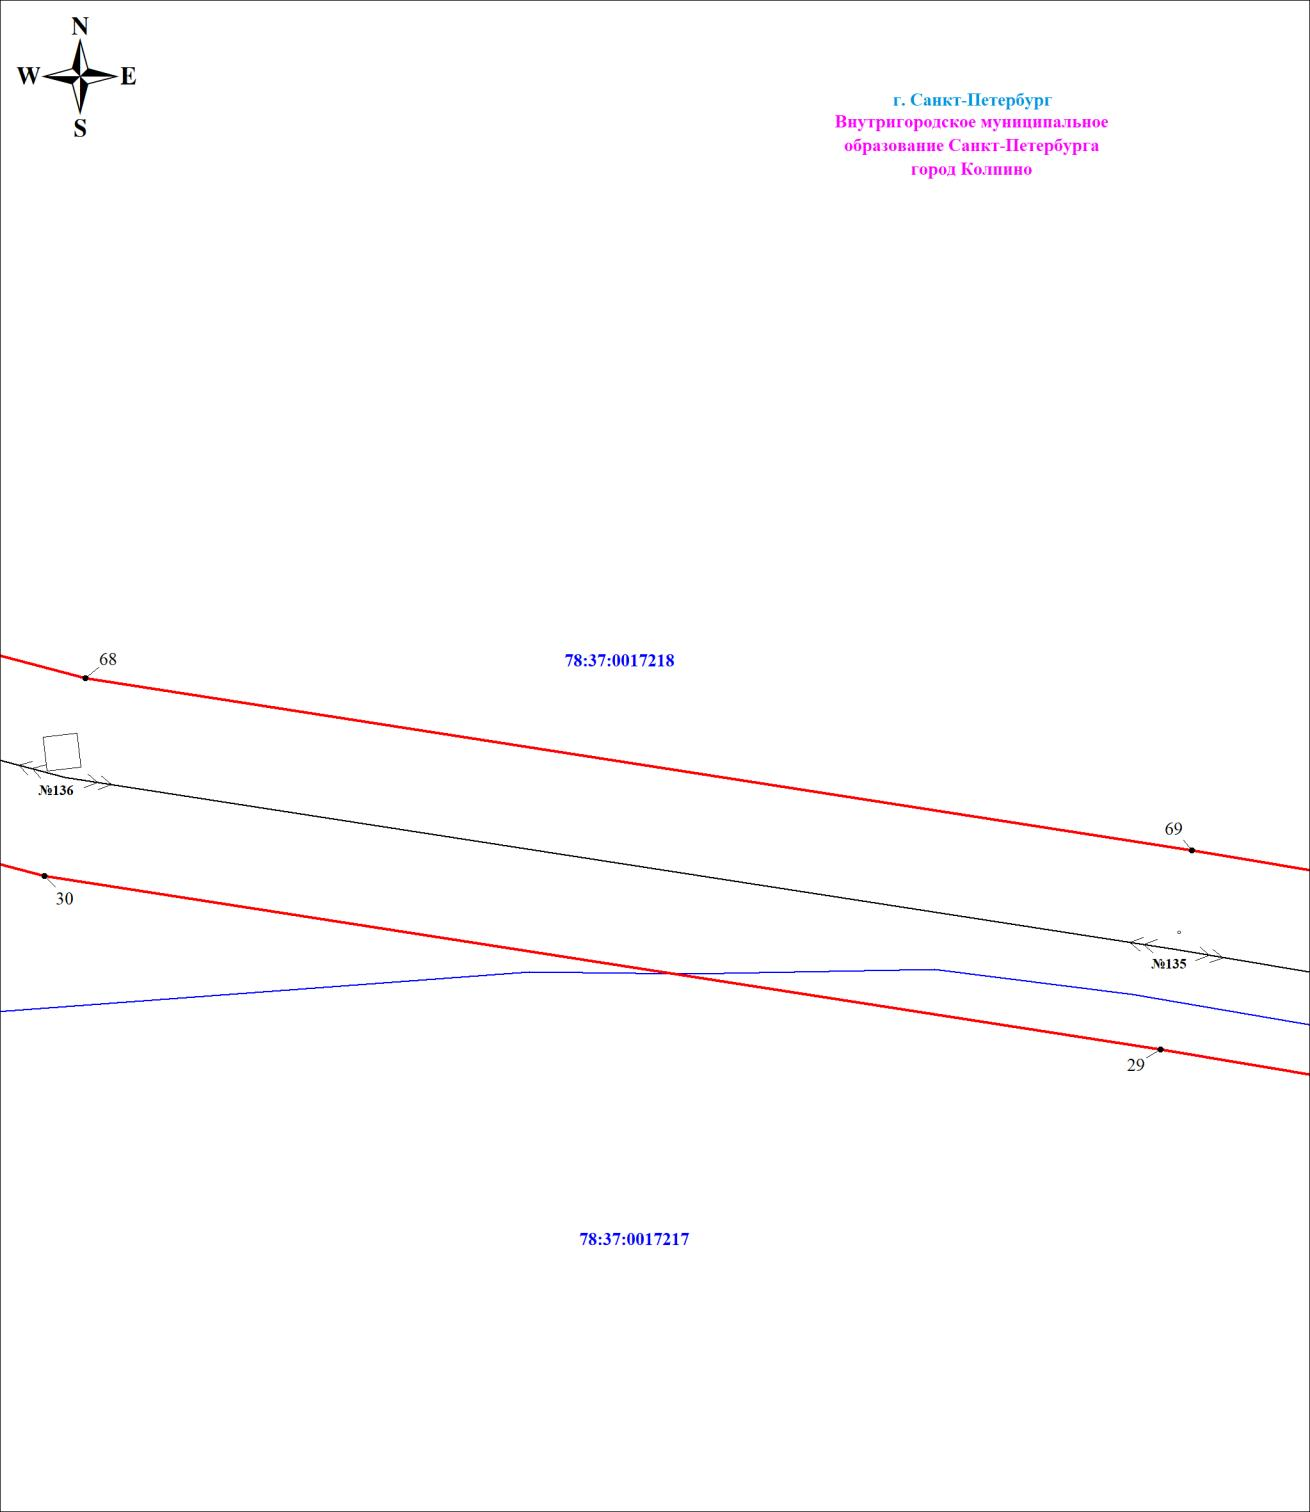 N
W E
S
г. Санкт-Петербург
Внутригородское муниципальное
образование Санкт-Петербурга
город Колпино
68
78:37:0017218
№136
69
30
№135
29
78:37:0017217